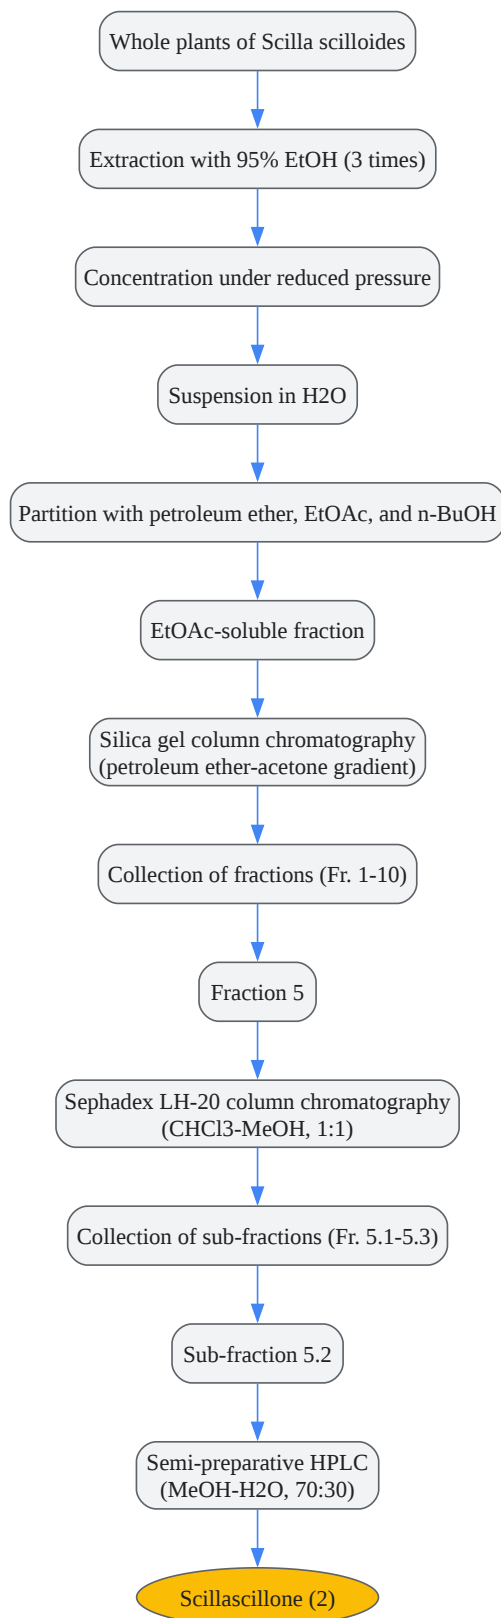 Whole plants of Scilla scilloides
Extraction with 95% EtOH (3 times)
Concentration under reduced pressure
Suspension in H2O
Partition with petroleum ether, EtOAc, and n-BuOH
EtOAc-soluble fraction
Silica gel column chromatography
(petroleum ether-acetone gradient)
Collection of fractions (Fr. 1-10)
Fraction 5
Sephadex LH-20 column chromatography
(CHCl3-MeOH, 1:1)
Collection of sub-fractions (Fr. 5.1-5.3)
Sub-fraction 5.2
Semi-preparative HPLC
(MeOH-H2O, 70:30)
Scillascillone (2)